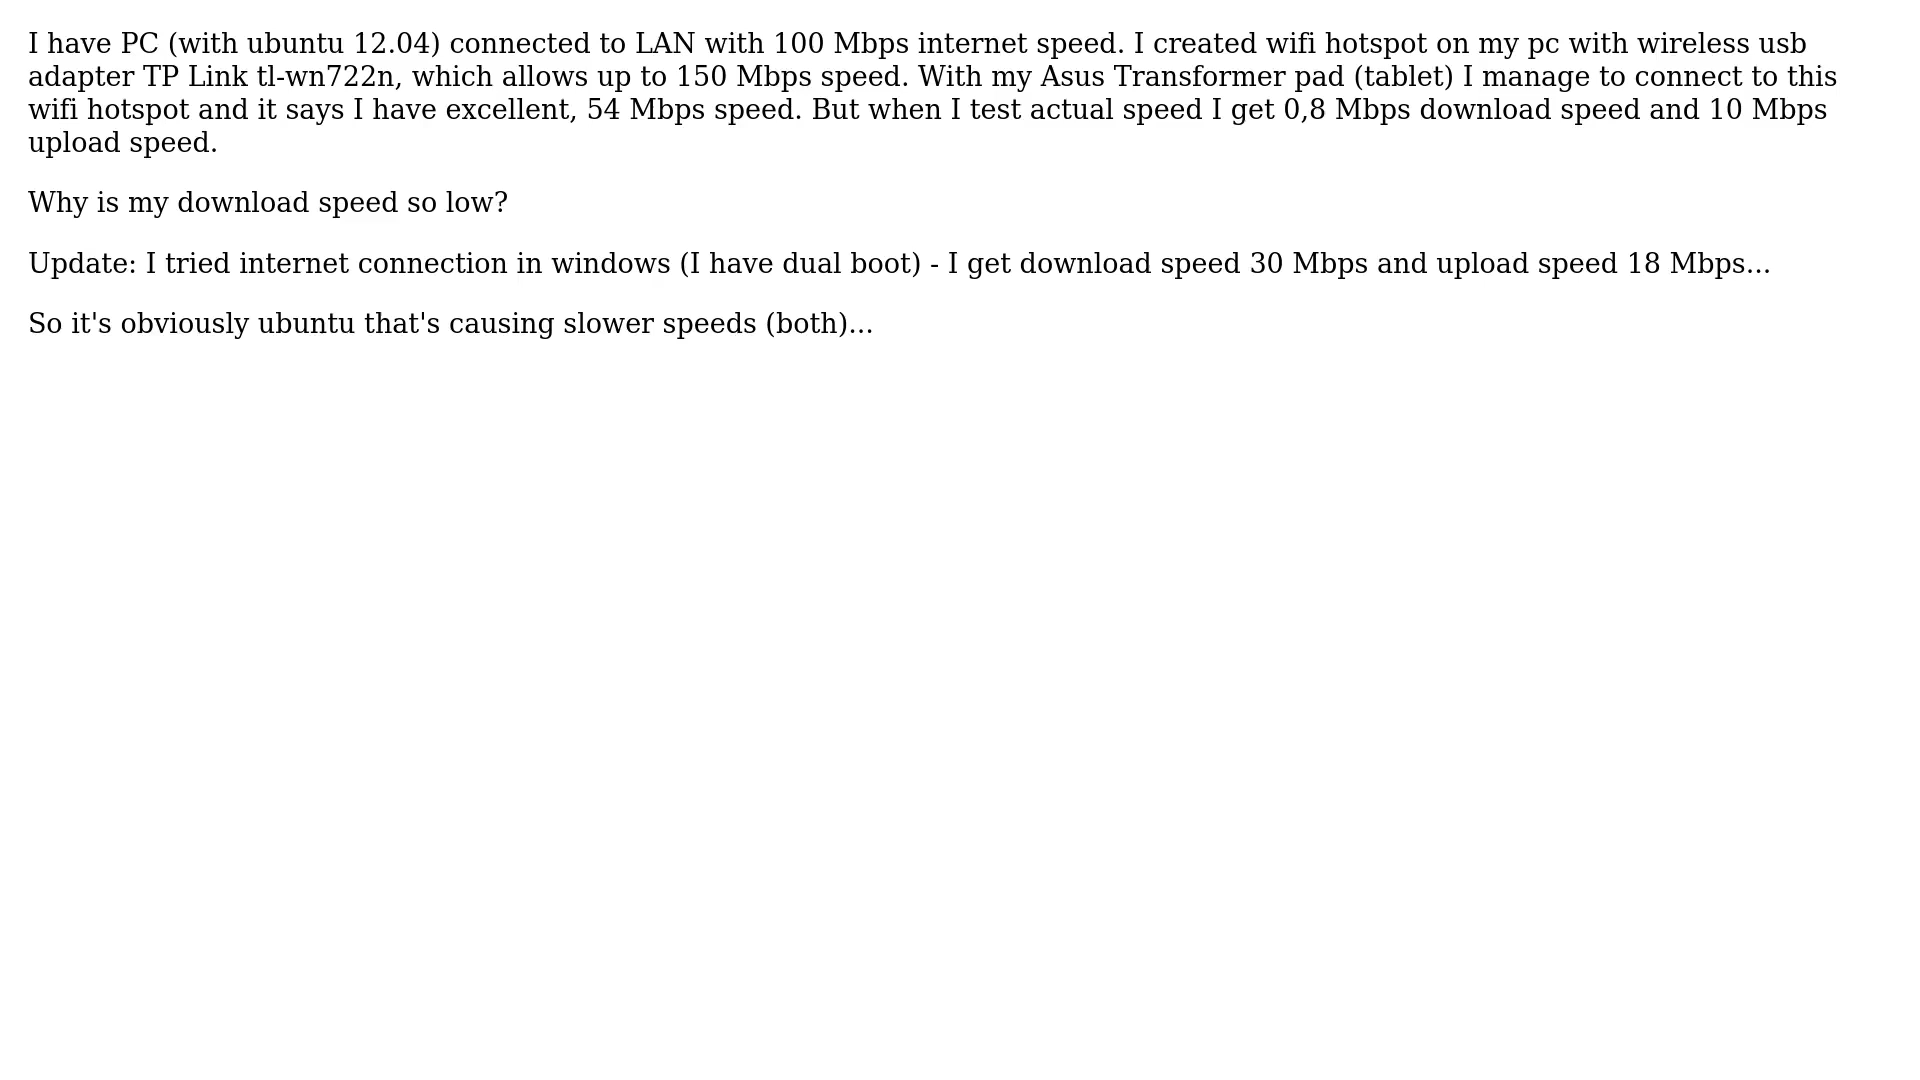 I have PC (with ubuntu 12.04) connected to LAN with 100 Mbps internet speed. I created wifi hotspot on my pc with wireless usb
adapter TP Link tl-wn722n, which allows up to 150 Mbps speed. With my Asus Transformer pad (tablet) I manage to connect to this
wifi hotspot and it says I have excellent, 54 Mbps speed. But when I test actual speed I get 0,8 Mbps download speed and 10 Mbps
upload speed.
Why is my download speed so low?
Update: I tried internet connection in windows (I have dual boot) - I get download speed 30 Mbps and upload speed 18 Mbps...
So it's obviously ubuntu that's causing slower speeds (both)...